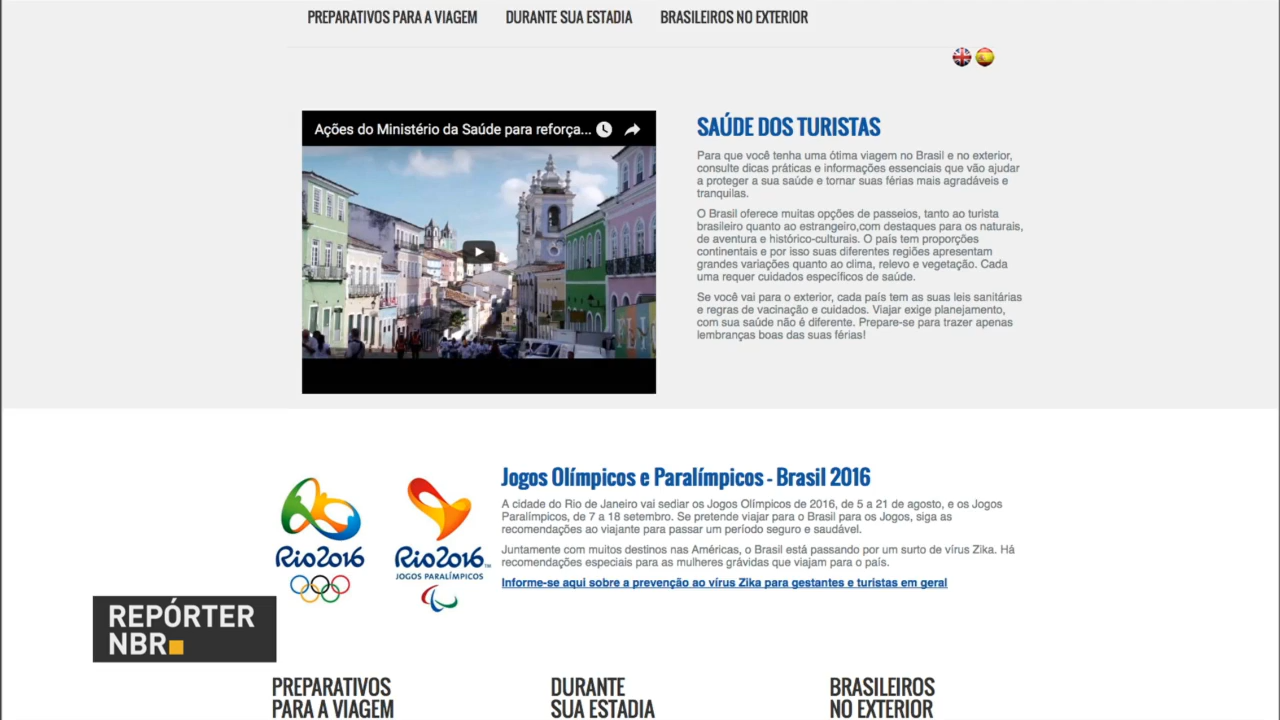 PREPARATIVOS PARA A VIAGEM DURANTE SUA ESTADIA BRASILEIROS NO EXTERIOR
Ações do Ministério da Saúde para reforça...
SAÚDE DOS TURISTAS
Para que você tenha uma ótima viagem no Brasil e no exterior,
consulte dicas práticas e informações essenciais que vão ajudar
a proteger a sua saúde e tornar suas férias mais agradáveis e
tranquilas.
O Brasil oferece muitas opções de passeios, tanto ao turista
brasileiro quanto ao estrangeiro,com destaques para os naturais,
de aventura e histórico-culturais. O país tem proporções
continentais e por isso suas diferentes regiões apresentam
grandes variações quanto ao clima, relevo e vegetação. Cada
uma requer cuidados específicos de saúde.
Se você vai para o exterior, cada país tem as suas leis sanitárias
e regras de vacinação e cuidados. Viajar exige planejamento,
com sua saúde não é diferente. Prepare-se para trazer apenas
lembranças boas das suas férias!
Rio2016
Rio2016™
JOGOS PARALÍMPICOS
Jogos Olímpicos e Paralímpicos - Brasil 2016
A cidade do Rio de Janeiro vai sediar os Jogos Olímpicos de 2016, de 5 a 21 de agosto, e os Jogos
Paralímpicos, de 7 a 18 setembro. Se pretende viajar para o Brasil para os Jogos, siga as
recomendações ao viajante para passar um período seguro e saudável.
Juntamente com muitos destinos nas Américas, o Brasil está passando por um surto de vírus Zika. Há
recomendações especiais para as mulheres grávidas que viajam para o país.
Informe-se aqui sobre a prevenção ao vírus Zika para gestantes e turistas em geral
REPÓRTER
NBR
PREPARATIVOS
PARA A VIAGEM
DURANTE
SUA ESTADIA
BRASILEIROS
NO EXTERIOR